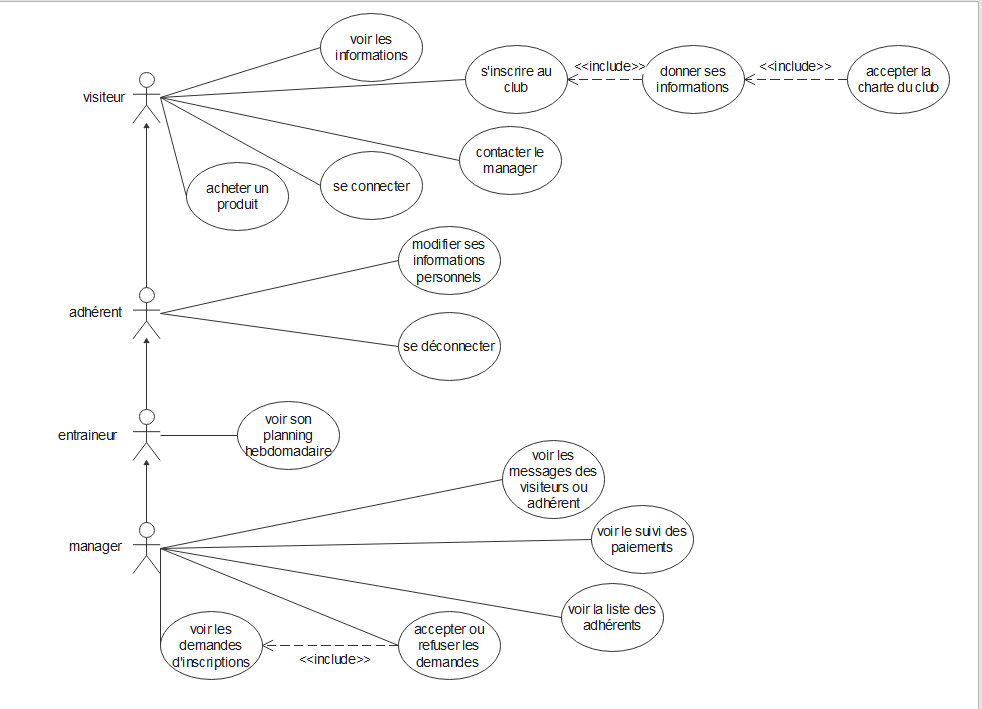 voir les
informations
visiteur
s'inscrire au
club
<<include>>
donner ses
informations
<<include>>
accepter la
charte du club
contacter le
manager
se connecter
acheter un
produit
modifier ses
informations
personnels
adhérent
se déconnecter
entraineur
voir son
planning
hebdomadaire
voir les
messages des
visiteurs ou
adhérent
manager
voir le suivi des
paiements
voir la liste des
adhérents
voir les
demandes
d'inscriptions
<<include>>
accepter ou
refuser les
demandes